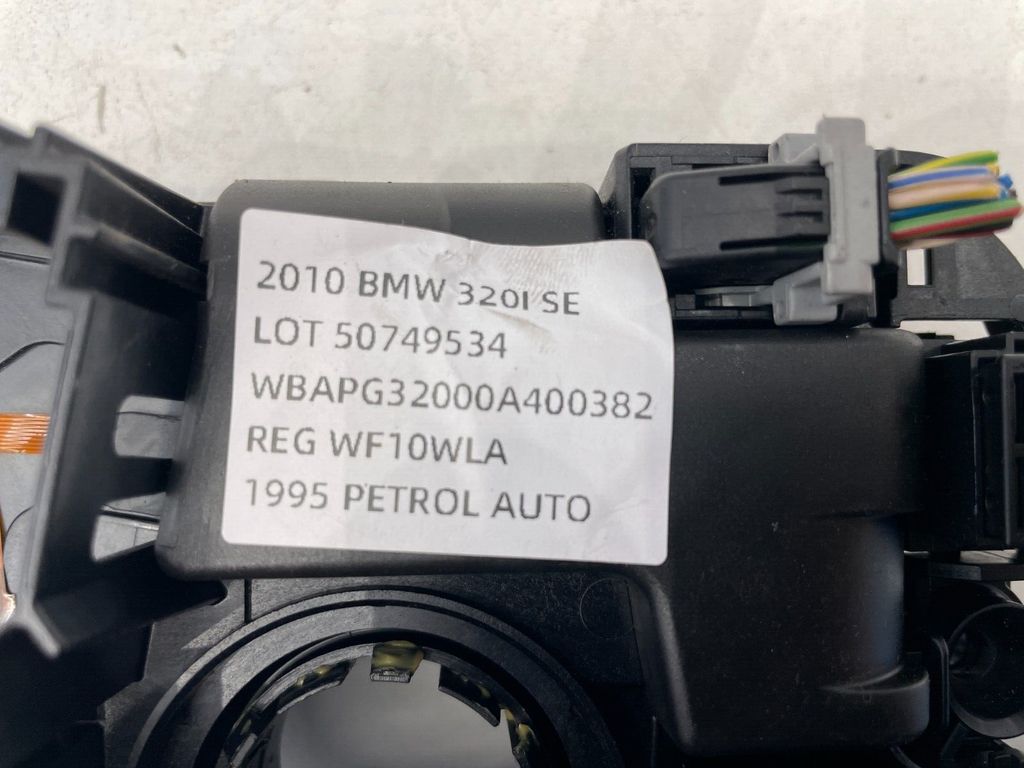 2010 BMW 320I SE
LOT 50749534
WBAPG32000A400382
REG WF10WLA
1995 PETROL AUTO